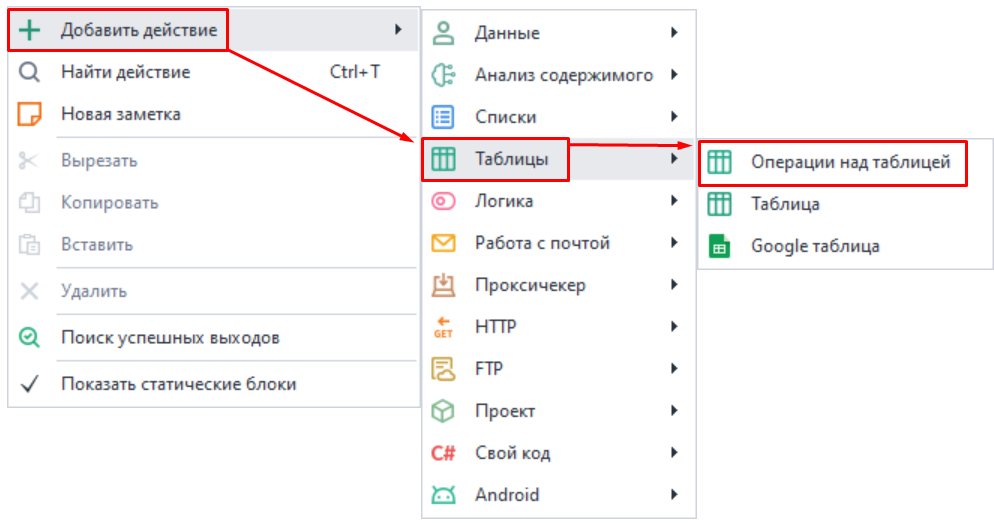 Добавить действие
Найти действие Ctrl+T
Новая заметка
Вырезать
Копировать
Вставить
Удалить
Поиск успешных выходов
Показать статические блоки
Данные
Анализ содержимого
Списки
Таблицы
Логика
Работа с почтой
Проксичекер
GET HTTP
FTP
Проект
C# Свой код
Android
Операции над таблицей
Таблица
Google таблица